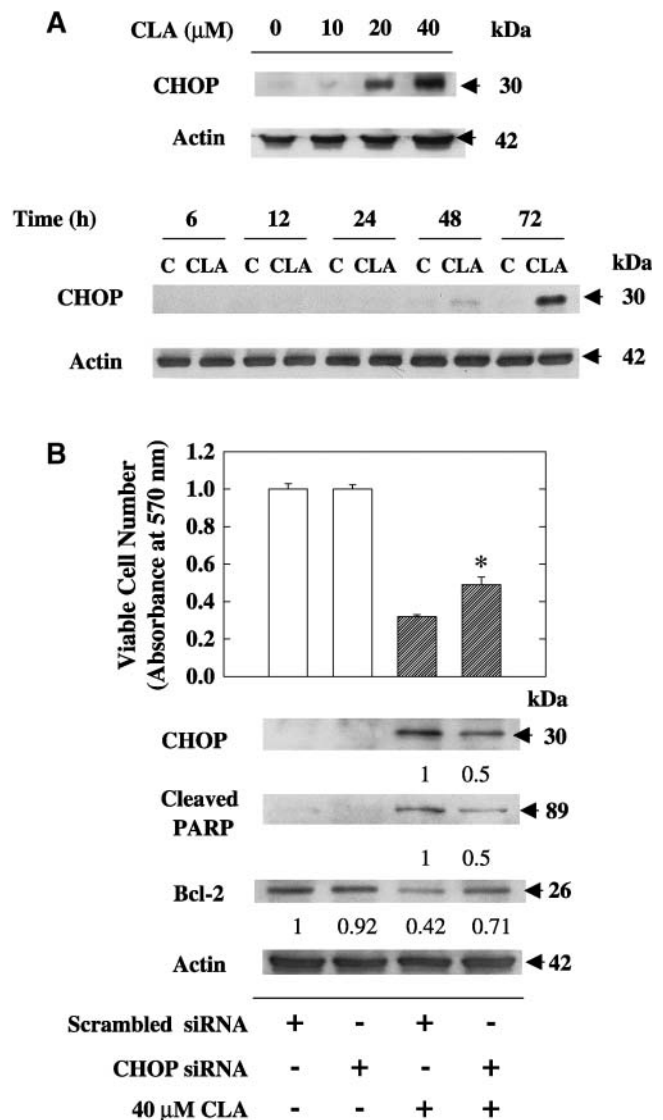 A
CLA (μM) 0 10 20 40 kDa
CHOP 30
Actin 42
Time (h) 6 12 24 48 72
C CLA C CLA C CLA C CLA C CLA kDa
CHOP 30
Actin 42
B
Viable Cell Number
(Absorbance at 570 nm)
1.2
1.0
0.8
0.6
0.4
0.2
0.0
*
kDa
CHOP 30
1 0.5
Cleaved
PARP 89
1 0.5
Bcl-2 26
1 0.92 0.42 0.71
Actin 42
Scrambled siRNA + - + -
CHOP siRNA - + - +
40 μM CLA - - + +